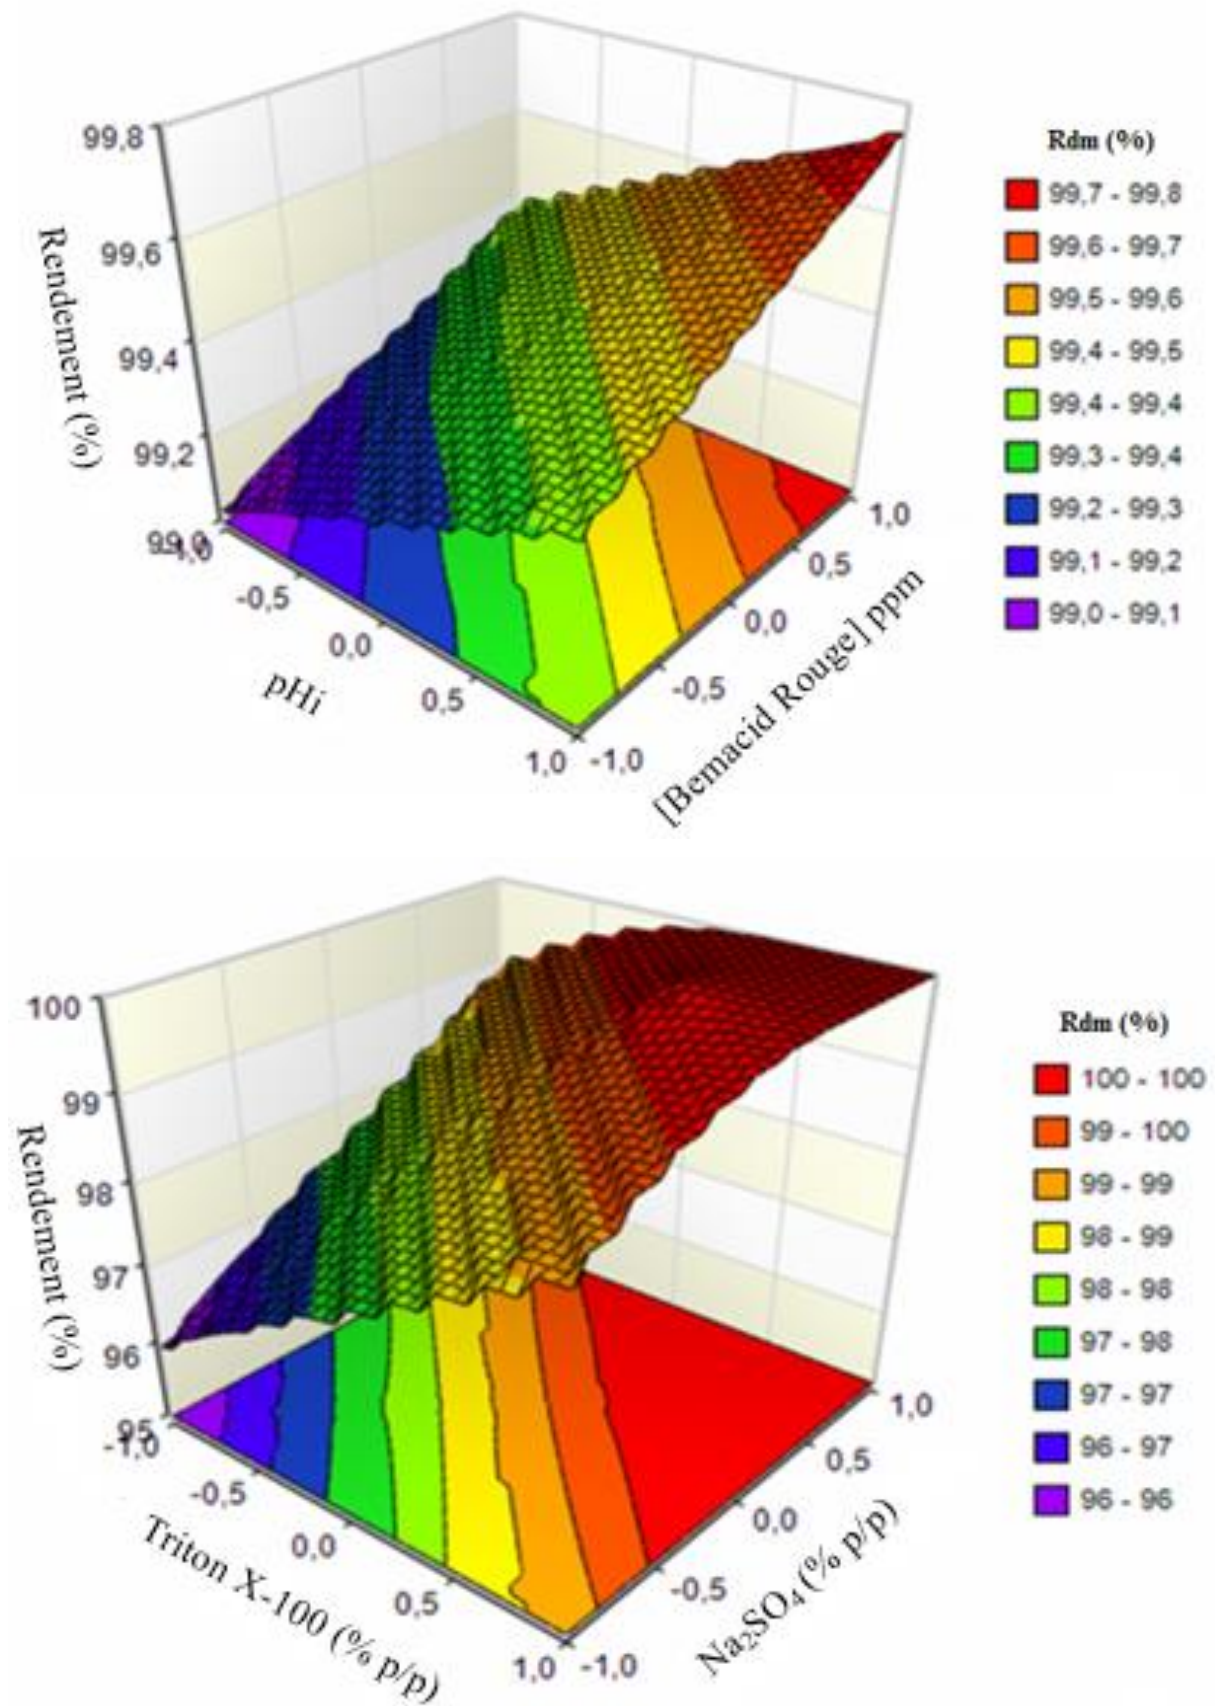 99,8
99,6
99,4
99,2
99,0
-1,0
-0,5
0,0
0,5
1,0
-1,0
-0,5
0,0
0,5
1,0
Rendement (%)
pHi
[Bemacid Rouge] ppm
Rdm (%)
99,7 - 99,8
99,6 - 99,7
99,5 - 99,6
99,4 - 99,5
99,4 - 99,4
99,3 - 99,4
99,2 - 99,3
99,1 - 99,2
99,0 - 99,1
100
99
98
97
96
95
-1,0
-0,5
0,0
0,5
1,0
-1,0
-0,5
0,0
0,5
1,0
Rendement (%)
Triton X-100 (% p/p)
Na₂SO₄ (% p/p)
Rdm (%)
100 - 100
99 - 100
99 - 99
98 - 99
98 - 98
97 - 98
97 - 97
96 - 97
96 - 96